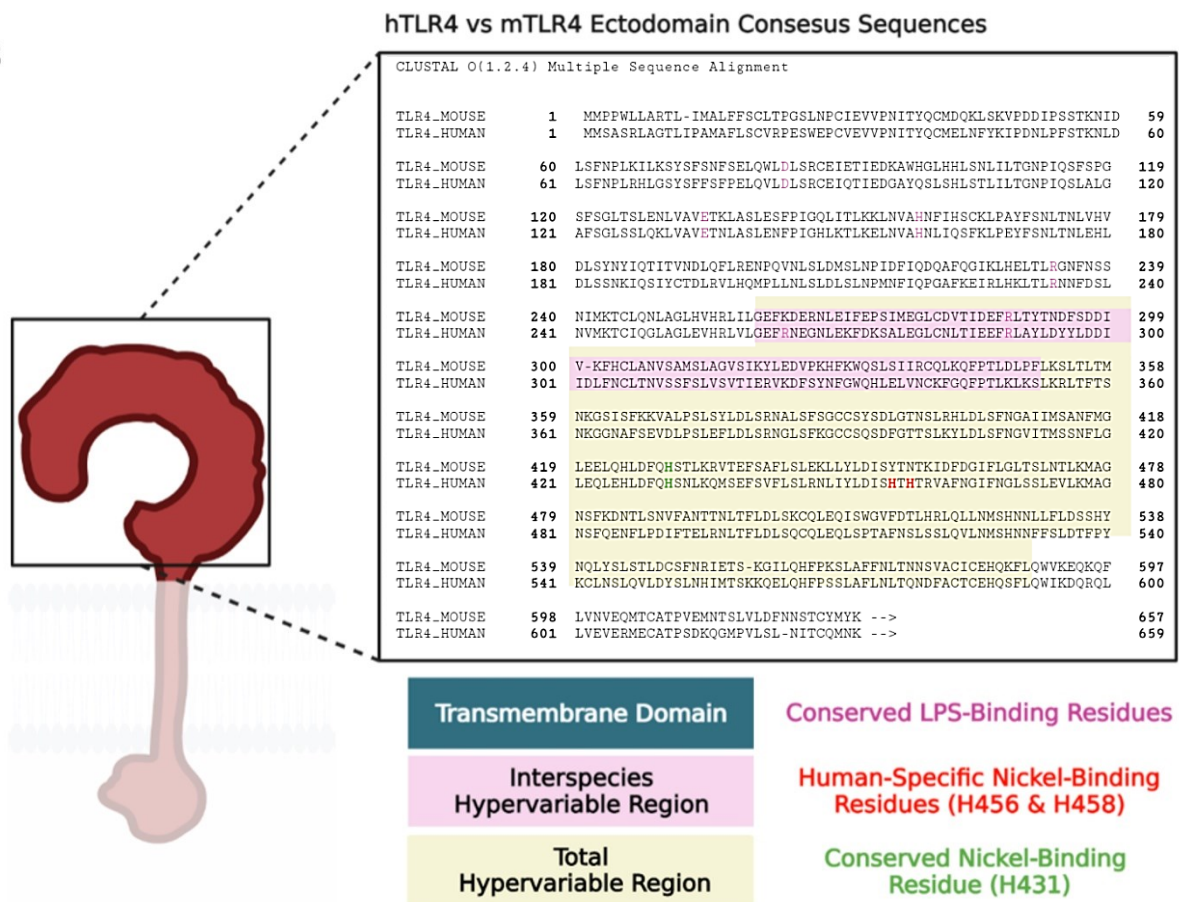 hTLR4 vs mTLR4 Ectodomain Consesus Sequences
CLUSTAL O(1.2.4) Multiple Sequence Alignment
TLR4_MOUSE 1 MMPPWLLARTL-IMALFFSCLTPGSLNPCIEVVPNITYQCMDQKLSKVPDDIPSSTKNID 59
TLR4_HUMAN 1 MMSASRLAGTLIPAMAFLSCVRPESWEPCVEVVPNITYQCMELNFYKIPDNLPFSTKNLD 60
TLR4_MOUSE 60 LSFNPLKILKSYSFSNFSELQWLDLSRCEIETIEDKAWHGLHHLSNLILTGNPIQSFSPG 119
TLR4_HUMAN 61 LSFNPLRHLGSYSFFSFPELQVLDLSRCEIQTIEDGAYQSLSHLSTLILTGNPIQSLALG 120
TLR4_MOUSE 120 SFSGLTSLENLVAVETKLASLESFPIGQLITLKKLNVAHNFIHSCKLPAYFSNLTNLVHV 179
TLR4_HUMAN 121 AFSGLSSLQKLVAVETNLASLENFPIGHLKTLKELNVAHNLIQSFKLPEYFSNLTNLEHL 180
TLR4_MOUSE 180 DLSYNYIQTITVNDLQFLRENPQVNLSLDMSLNPIDFIQDQAFQGIKLHELTLRGNFNSS 239
TLR4_HUMAN 181 DLSSNKIQSIYCTDLRVLHQMPLLNLSLDLSLNPMNFIQPGAFKEIRLHKLTLRNNFDSL 240
TLR4_MOUSE 240 NIMKTCLQNLAGLHVHRLILGEFKDERNLEIFEPSIMEGLCDVTIDEFRLTYTNDFSDDI 299
TLR4_HUMAN 241 NVMKTCIQGLAGLEVHRLVLGEFRNEGNLEKFDKSALEGLCNLTIEEFRLAYLDYYLDDI 300
TLR4_MOUSE 300 V-KFHCLANVSAMSLAGVSIKYLEDVPKHFKWQSLSIIRCQLKQFPTLDLPFLKSLTLTM 358
TLR4_HUMAN 301 IDLFNCLTNVSSFSLVSVTIERVKDFSYNFGWQHLELVNCKFGQFPTLKLKSLKRLTFTS 360
TLR4_MOUSE 359 NKGSISFKKVALPSLSYLDLSRNALSFSGCCSYSDLGTNSLRHLDLSFNGAIIMSANFMG 418
TLR4_HUMAN 361 NKGGNAFSEVDLPSLEFLDLSRNGLSFKGCCSQSDFGTTSLKYLDLSFNGVITMSSNFLG 420
TLR4_MOUSE 419 LEELQHLDFQHSTLKRVTEFSAFLSLEKLLYLDISYTNTKIDFDGIFLGLTSLNTLKMAG 478
TLR4_HUMAN 421 LEQLEHLDFQHSNLKQMSEFSVFLSLRNLIYLDISHTHTRVAFNGIFNGLSSLEVLKMAG 480
TLR4_MOUSE 479 NSFKDNTLSNVFANTTNLTFLDLSKCQLEQISWGVFDTLHRLQLLNMSHNNLLFLDSSHY 538
TLR4_HUMAN 481 NSFQENFLPDIFTELRNLTFLDLSQCQLEQLSPTAFNSLSSLQVLNMSHNNFFSLDTFPY 540
TLR4_MOUSE 539 NQLYSLSTLDCSFNRIETS-KGILQHFPKSLAFFNLTNNSVACICEHQKFLQWVKEQKQF 597
TLR4_HUMAN 541 KCLNSLQVLDYSLNHIMTSKKQELQHFPSSLAFLNLTQNDFACTCEHQSFLQWIKDQRQL 600
TLR4_MOUSE 598 LVNVEQMTCATPVEMNTSLVLDFNNSTCYMYK --> 657
TLR4_HUMAN 601 LVEVERMECATPSDKQGMPVLSL-NITCQMNK --> 659
Transmembrane Domain
Conserved LPS-Binding Residues
Interspecies
Hypervariable Region
Human-Specific Nickel-Binding
Residues (H456 & H458)
Total
Hypervariable Region
Conserved Nickel-Binding
Residue (H431)